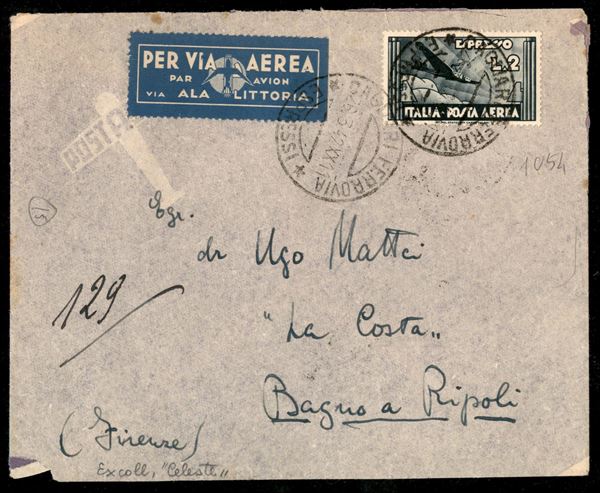 PER VIA AEREA
PAR AVION
VIA ALA LITTORIA
ESPRESSO
L.2
ITALIA · POSTA AEREA
FERROVIA
1054
13
Egr.
dr Ugo Mattei
129
"La Costa"
Bagno a Ripoli
(Firenze)
Excoll. "Celeste"